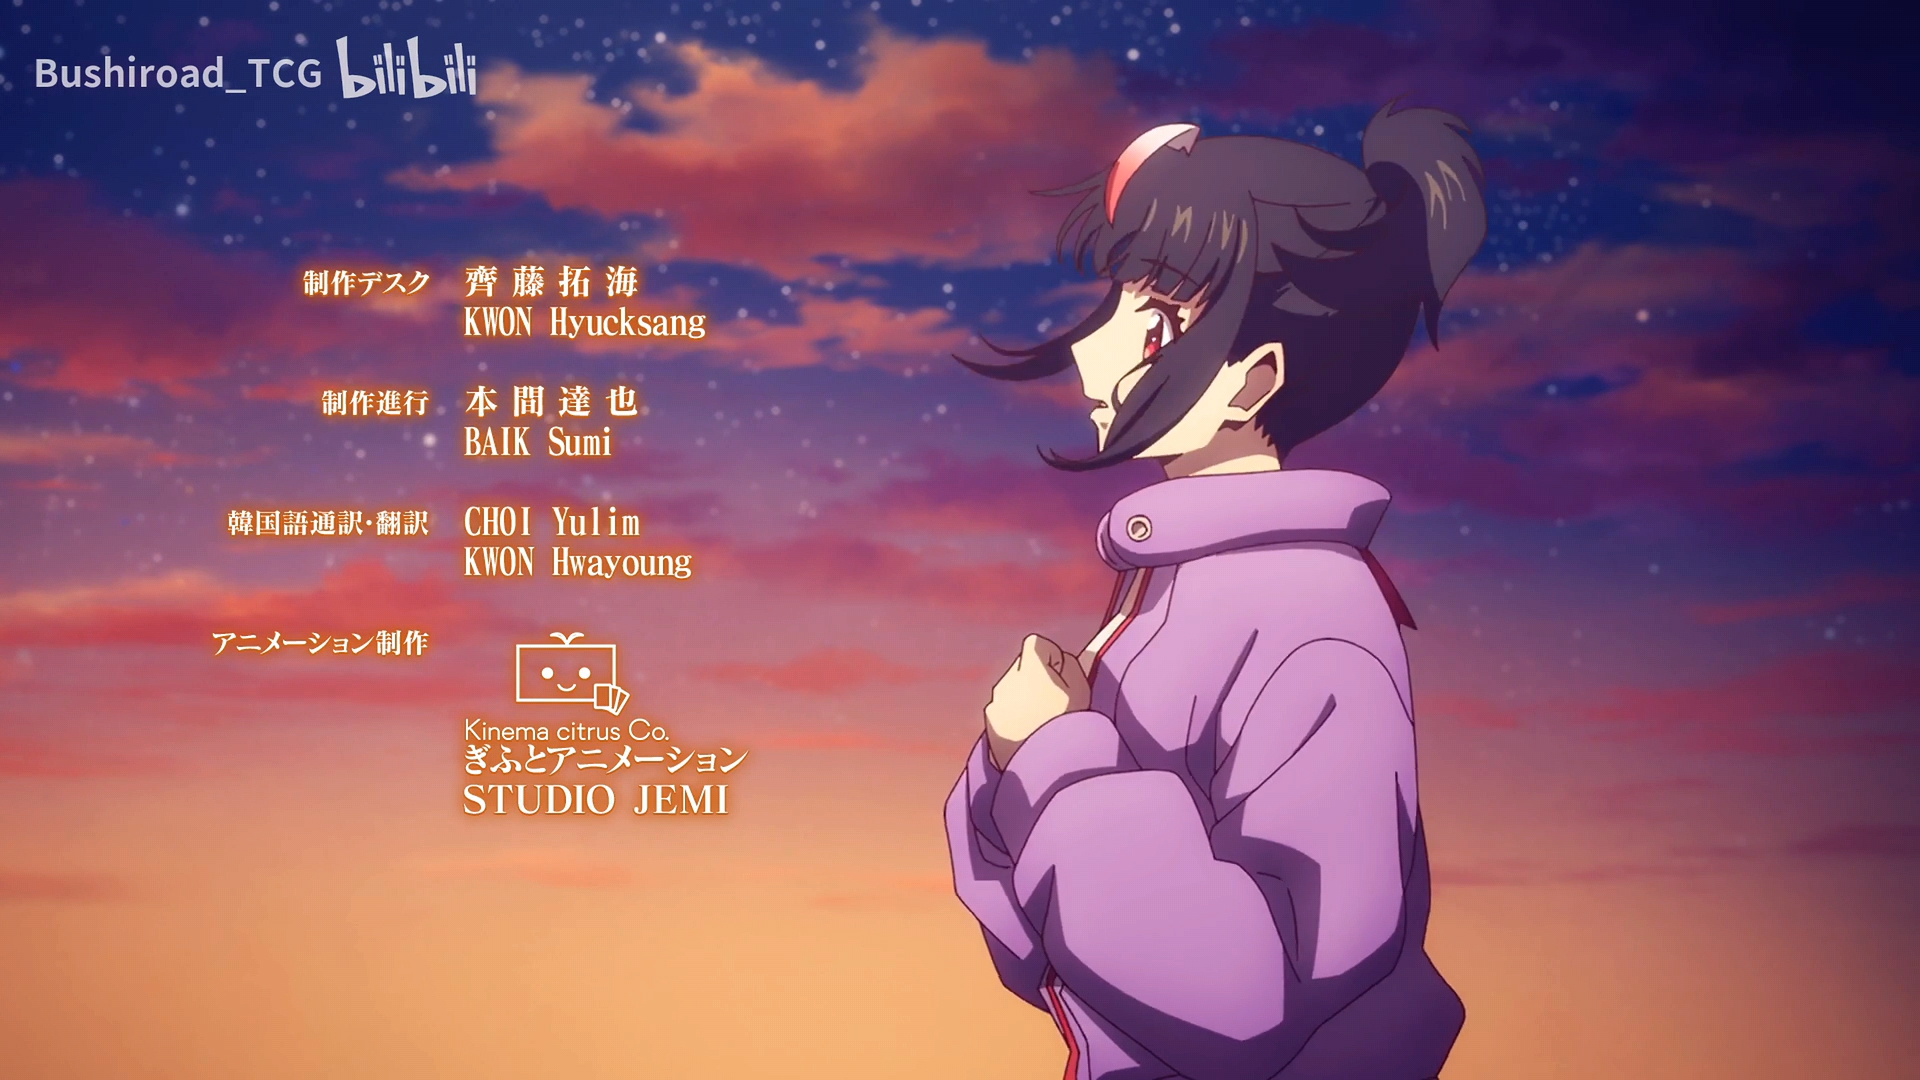 Bushiroad_TCG bilibili
制作デスク 齊藤拓海
KWON Hyucksang
制作進行 本間達也
BAIK Sumi
韓国語通訳・翻訳 CHOI Yulim
KWON Hwayoung
アニメーション制作
Kinema citrus Co.
ぎふとアニメーション
STUDIO JEMI